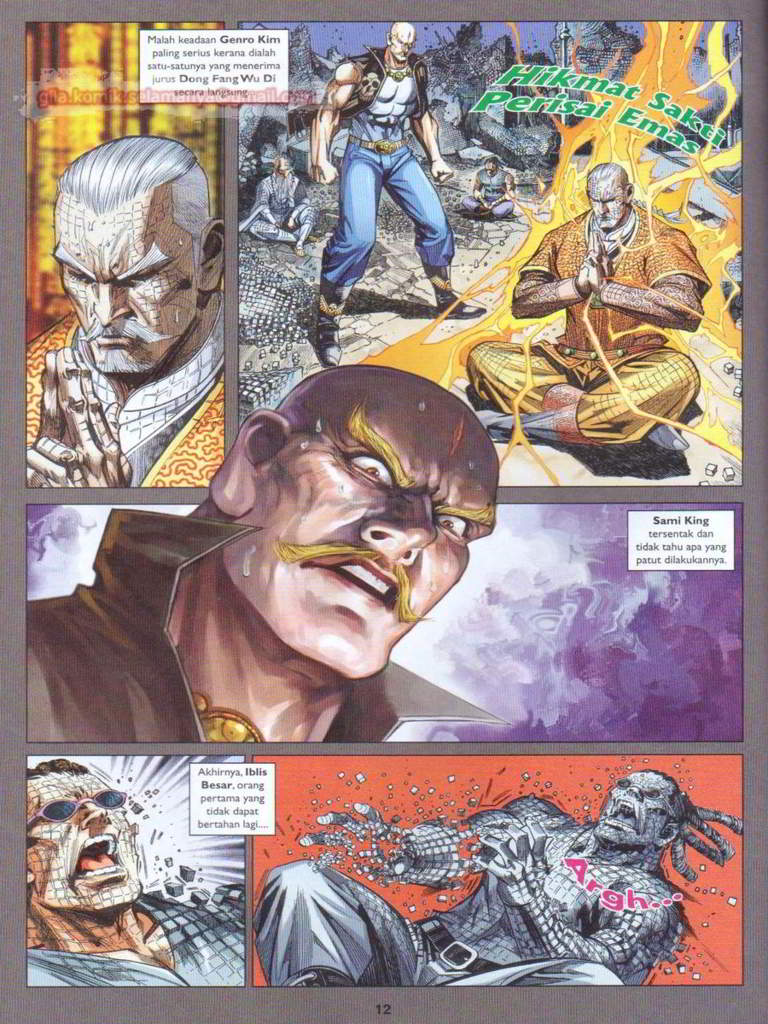 Malah keadaan Genro Kim
paling serius kerana dialah
satu-satunya yang menerima
jurus Dong Fang Wu Di
secara langsung.
Hikmat Sakti
Perisai Emas
Sami King
tersentak dan
tidak tahu apa yang
patut dilakukannya.
Akhirnya, Iblis
Besar, orang
pertama yang
tidak dapat
bertahan lagi....
Argh...
12